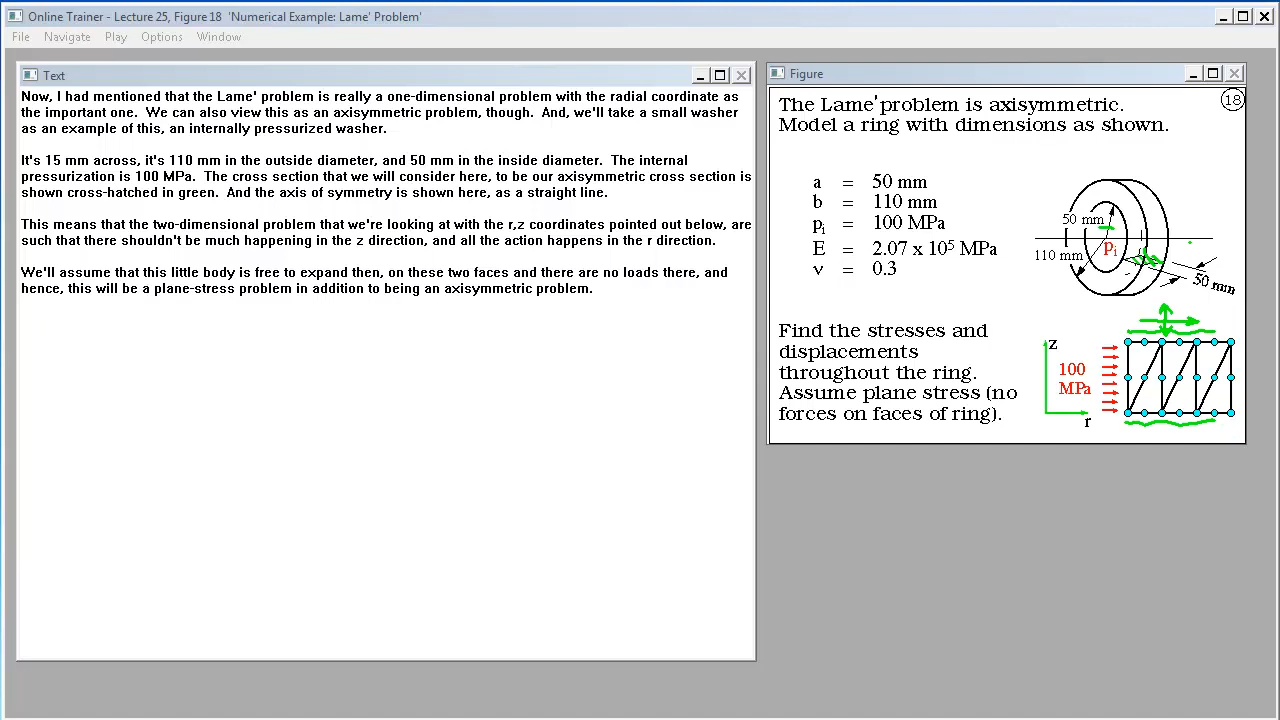 Online Trainer - Lecture 25, Figure 18 'Numerical Example: Lame' Problem'
File Navigate Play Options Window
Text
Now, I had mentioned that the Lame' problem is really a one-dimensional problem with the radial coordinate as
the important one. We can also view this as an axisymmetric problem, though. And, we'll take a small washer
as an example of this, an internally pressurized washer.
It's 15 mm across, it's 110 mm in the outside diameter, and 50 mm in the inside diameter. The internal
pressurization is 100 MPa. The cross section that we will consider here, to be our axisymmetric cross section is
shown cross-hatched in green. And the axis of symmetry is shown here, as a straight line.
This means that the two-dimensional problem that we're looking at with the r,z coordinates pointed out below, are
such that there shouldn't be much happening in the z direction, and all the action happens in the r direction.
We'll assume that this little body is free to expand then, on these two faces and there are no loads there, and
hence, this will be a plane-stress problem in addition to being an axisymmetric problem.
Figure
18
The Lame' problem is axisymmetric.
Model a ring with dimensions as shown.
a = 50 mm
b = 110 mm
pi = 100 MPa
E = 2.07 x 10⁵ MPa
ν = 0.3
50 mm
110 mm
pi
50 mm
Find the stresses and
displacements
throughout the ring.
Assume plane stress (no
forces on faces of ring).
z
100
MPa
r